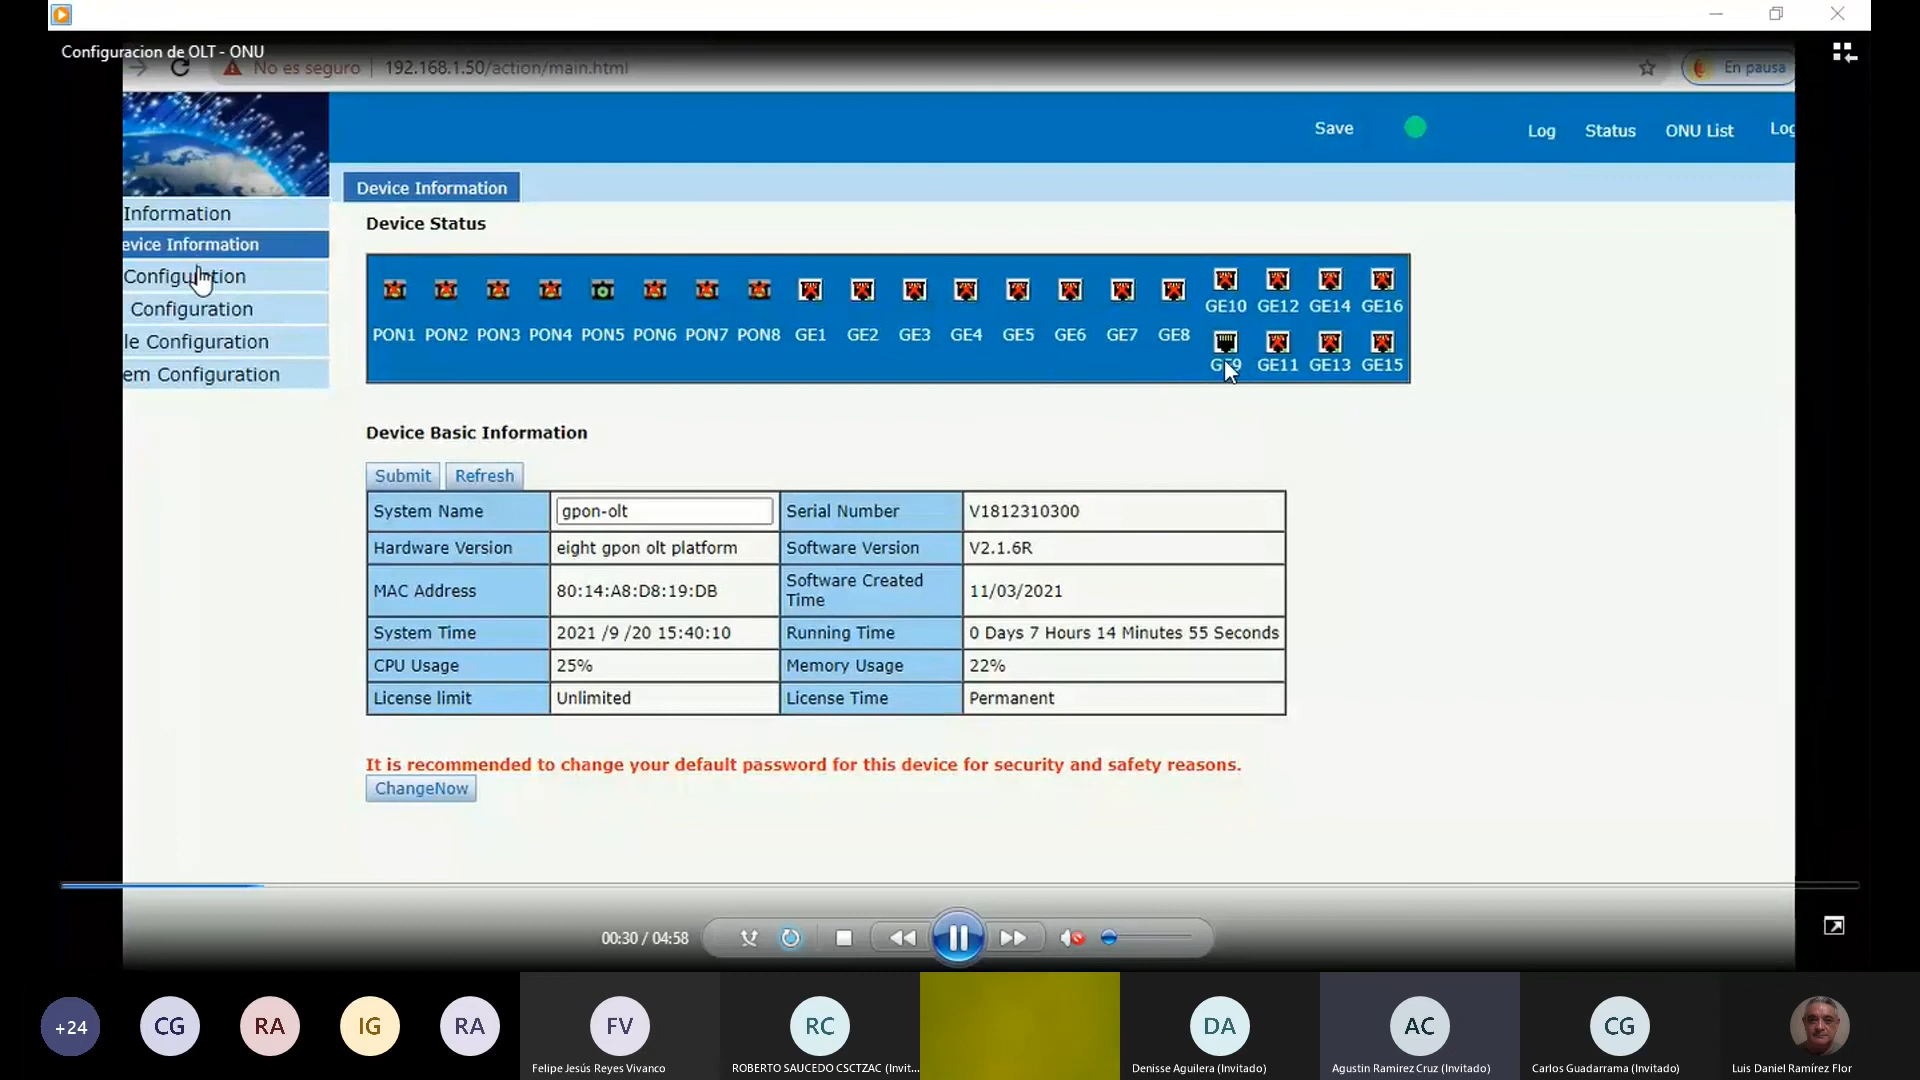 Configuracion de OLT - ONU
No es seguro | 192.168.1.50/action/main.html
En pausa
Save
Log
Status
ONU List
Log
Information
evice Information
Configuration
Configuration
le Configuration
em Configuration
Device Information
Device Status
GE10 GE12 GE14 GE16
PON1 PON2 PON3 PON4 PON5 PON6 PON7 PON8 GE1 GE2 GE3 GE4 GE5 GE6 GE7 GE8
GE9 GE11 GE13 GE15
Device Basic Information
Submit Refresh
System Name gpon-olt Serial Number V1812310300
Hardware Version eight gpon olt platform Software Version V2.1.6R
MAC Address 80:14:A8:D8:19:DB Software Created Time 11/03/2021
System Time 2021 /9 /20 15:40:10 Running Time 0 Days 7 Hours 14 Minutes 55 Seconds
CPU Usage 25% Memory Usage 22%
License limit Unlimited License Time Permanent
It is recommended to change your default password for this device for security and safety reasons.
ChangeNow
00:30 / 04:58
+24 CG RA IG RA FV RC DA AC CG
Felipe Jesús Reyes Vivanco
ROBERTO SAUCEDO CSCTZAC (Invit...
Denisse Aguilera (Invitado)
Agustin Ramirez Cruz (Invitado)
Carlos Guadarrama (Invitado)
Luis Daniel Ramírez Flor